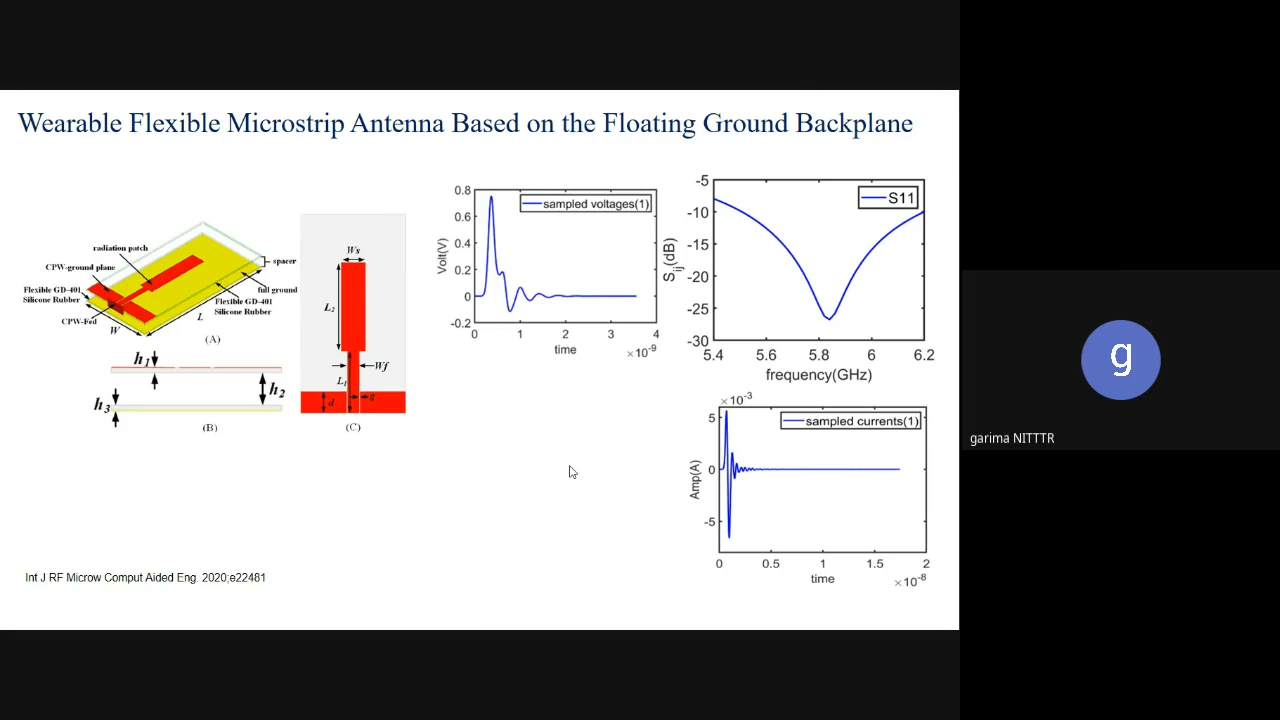 Wearable Flexible Microstrip Antenna Based on the Floating Ground Backplane
radiation patch
CPW-ground plane
Flexible GD-401
Silicone Rubber
CPW-Fed
W
L
spacer
full ground
Flexible GD-401
Silicone Rubber
(A)
h1
h2
h3
(B)
Ws
L2
Wf
L1
d
g
(C)
sampled voltages(1)
Volt(V)
0.8
0.6
0.4
0.2
0
-0.2
0 1 2 3 4
time
×10-9
S11
Sij(dB)
-5
-10
-15
-20
-25
-30
5.4 5.6 5.8 6 6.2
frequency(GHz)
×10-3
sampled currents(1)
Amp(A)
5
0
-5
0 0.5 1 1.5 2
time
×10-8
Int J RF Microw Comput Aided Eng. 2020;e22481
g
garima NITTTR